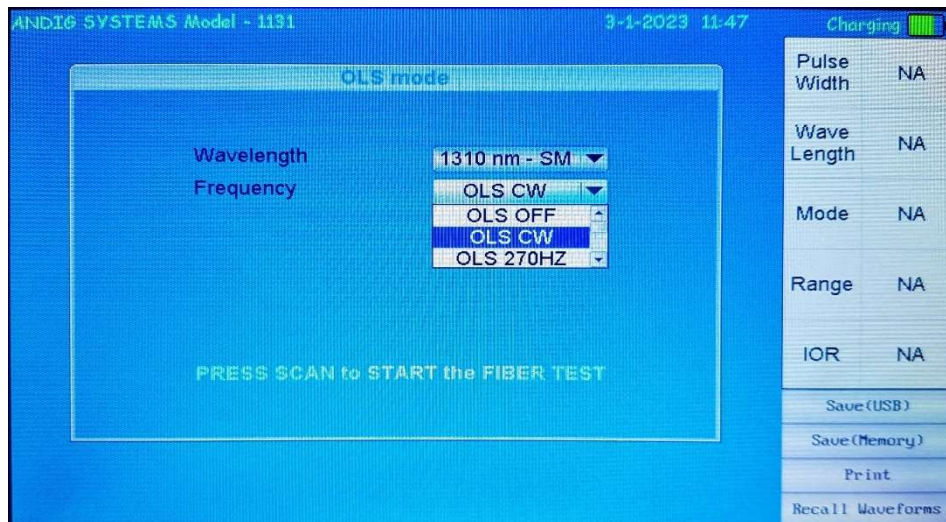 ANDIG SYSTEMS Model - 1131 3-1-2023 11:47 Charging
OLS mode
Wavelength 1310 nm - SM
Frequency OLS CW
OLS OFF
OLS CW
OLS 270HZ
PRESS SCAN to START the FIBER TEST
Pulse Width NA
Wave Length NA
Mode NA
Range NA
IOR NA
Save(USB)
Save(Memory)
Print
Recall Waveforms